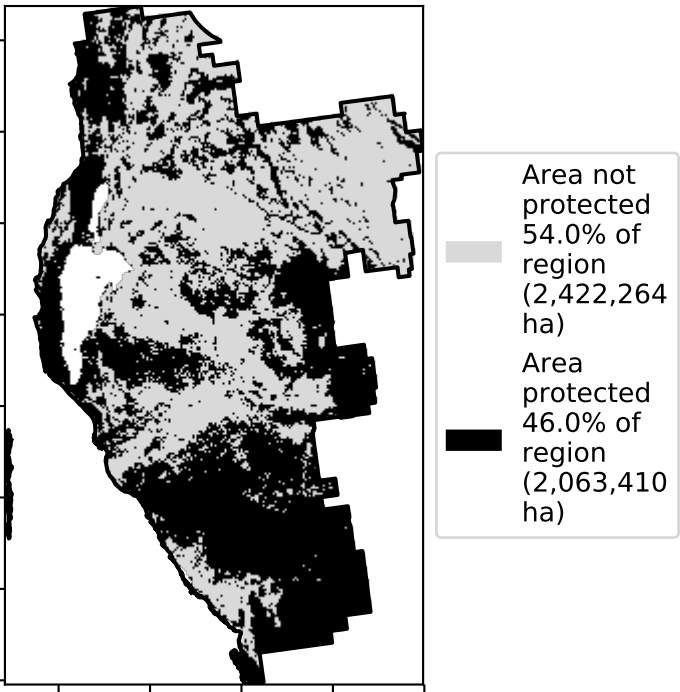 Area not
protected
54.0% of
region
(2,422,264
ha)
Area
protected
46.0% of
region
(2,063,410
ha)